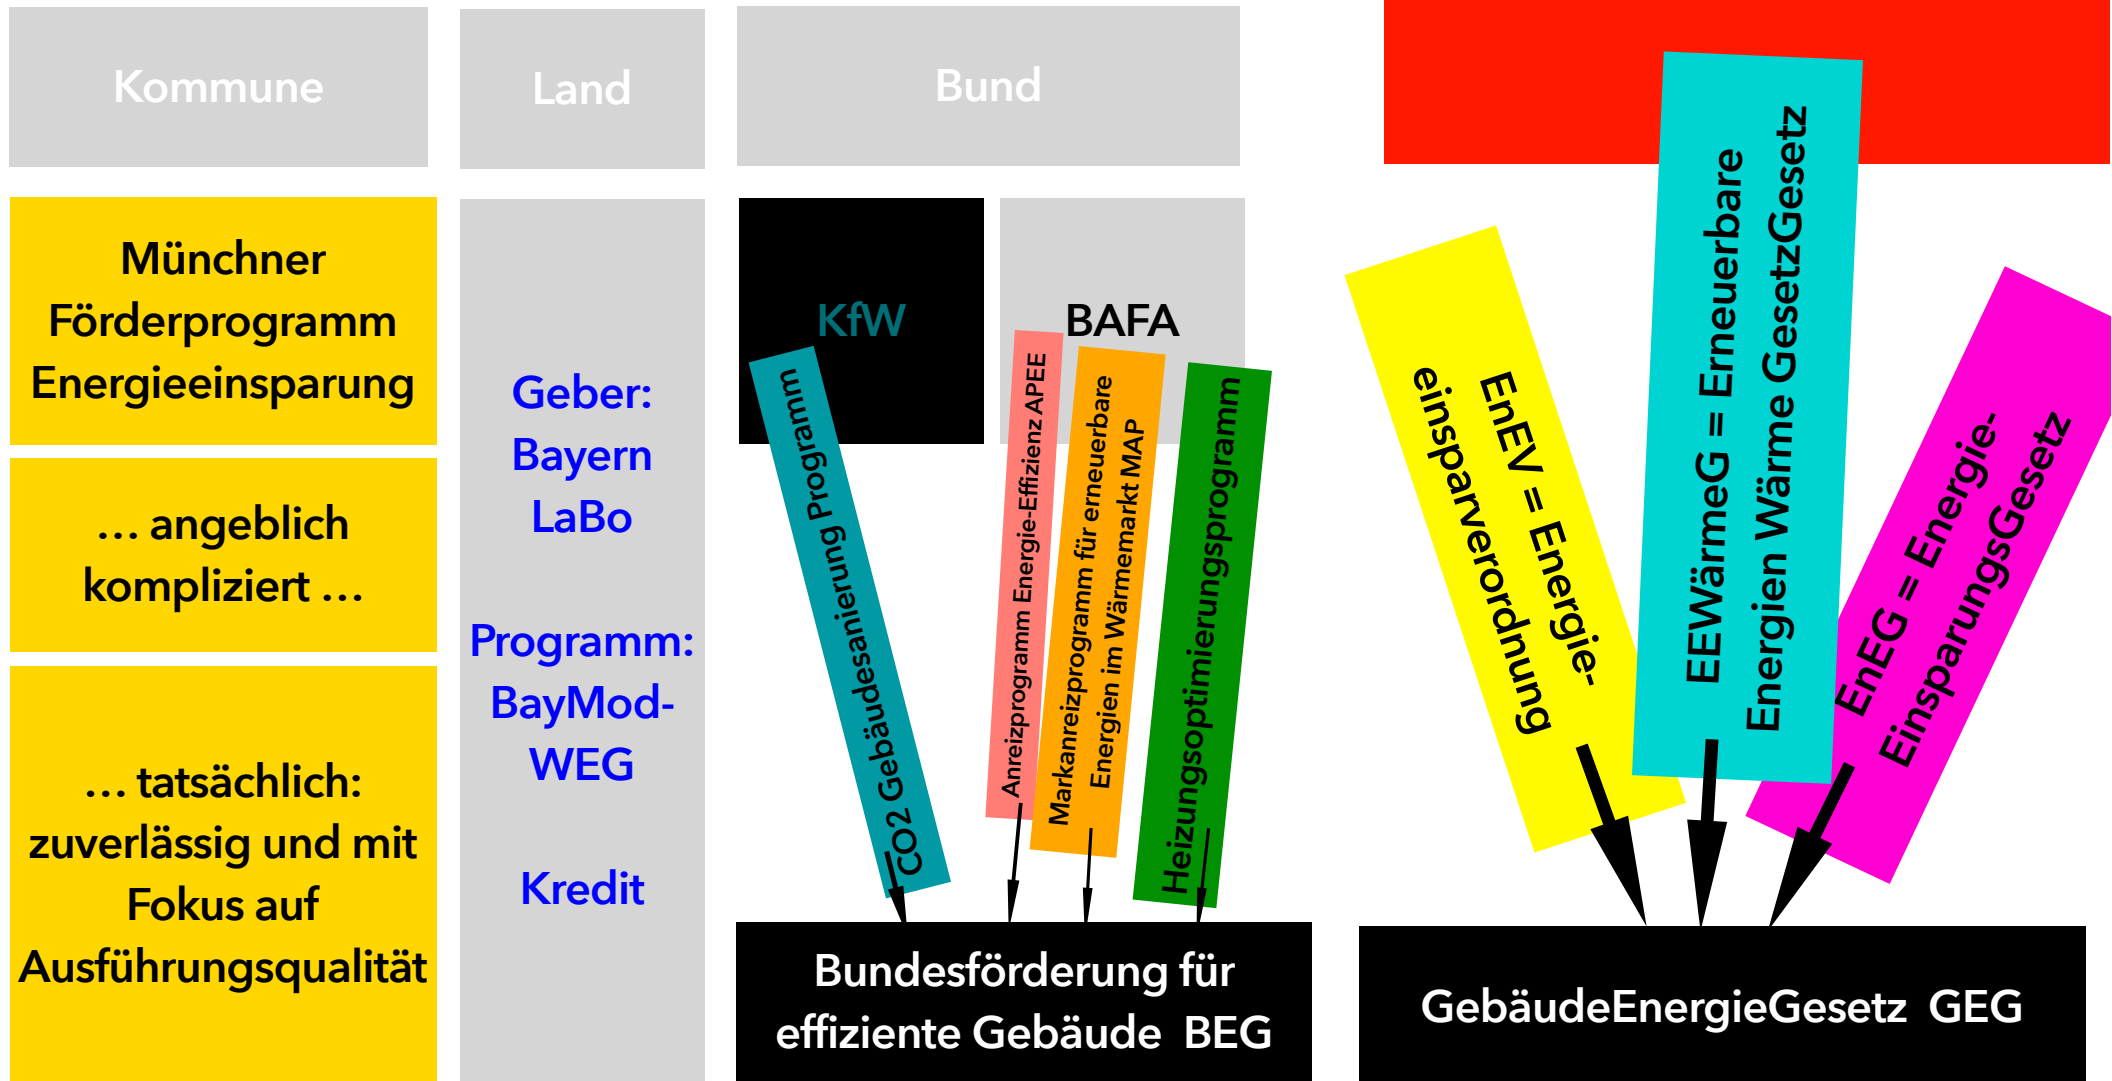 Kommune
Land
Bund
Münchner
Förderprogramm
Energieeinsparung
… angeblich
kompliziert …
… tatsächlich:
zuverlässig und mit
Fokus auf
Ausführungsqualität
Geber:
Bayern
LaBo
Programm:
BayMod-
WEG
Kredit
KfW
BAFA
CO2 Gebäudesanierung Programm
Anreizprogramm Energie-Effizienz APEE
Markanreizprogramm für erneuerbare
Energien im Wärmemarkt MAP
Heizungsoptimierungsprogramm
Bundesförderung für
effiziente Gebäude BEG
EnEV = Energie-
einsparverordnung
EEWärmeG = Erneuerbare
Energien Wärme GesetzGesetz
EnEG = Energie-
EinsparungsGesetz
GebäudeEnergieGesetz GEG